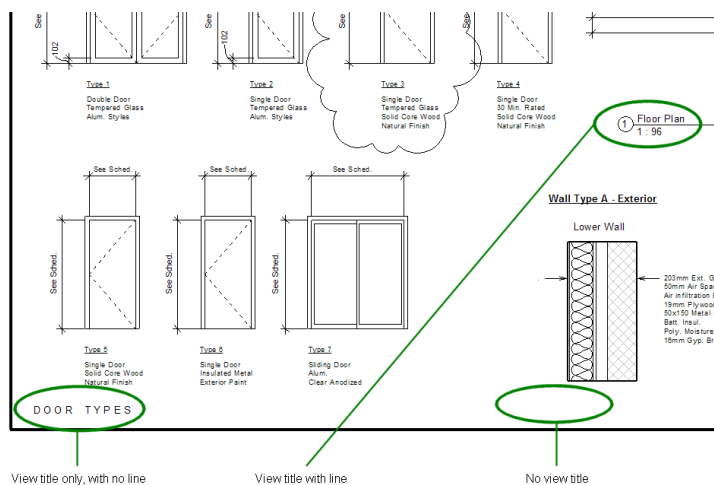 See
102
See
102
See
See
Type 1
Double Door
Tempered Glass
Alum. Styles
Type 2
Single Door
Tempered Glass
Alum. Styles
Type 3
Single Door
Tempered Glass
Solid Core Wood
Natural Finish
Type 4
Single Door
30 Min. Rated
Solid Core Wood
Natural Finish
1
Floor Plan
1 : 96
See Sched.
See Sched.
See Sched.
See Sched.
See Sched.
See Sched.
Type 5
Single Door
Solid Core Wood
Natural Finish
Type 6
Single Door
Insulated Metal
Exterior Paint
Type 7
Sliding Door
Alum.
Clear Anodized
Wall Type A - Exterior
Lower Wall
203mm Ext. G
50mm Air Spa
Air infiltration
19mm Plywoo
50x150 Metal
Batt. Insul.
Poly. Moisture
16mm Gyp. Br
DOOR TYPES
View title only, with no line
View title with line
No view title